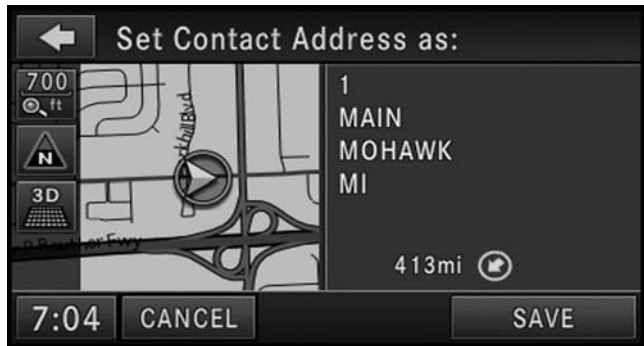 Set Contact Address as:
700
ft
N
3D
1
MAIN
MOHAWK
MI
413mi
7:04
CANCEL
SAVE